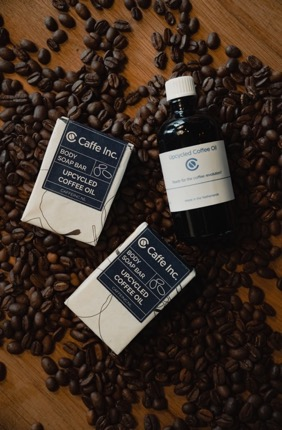 Caffe Inc.
BODY
SOAP BAR
UPCYCLED
COFFEE OIL
Upcycled Coffee Oil
Caffe Inc.
BODY
SOAP BAR
UPCYCLED
COFFEE OIL